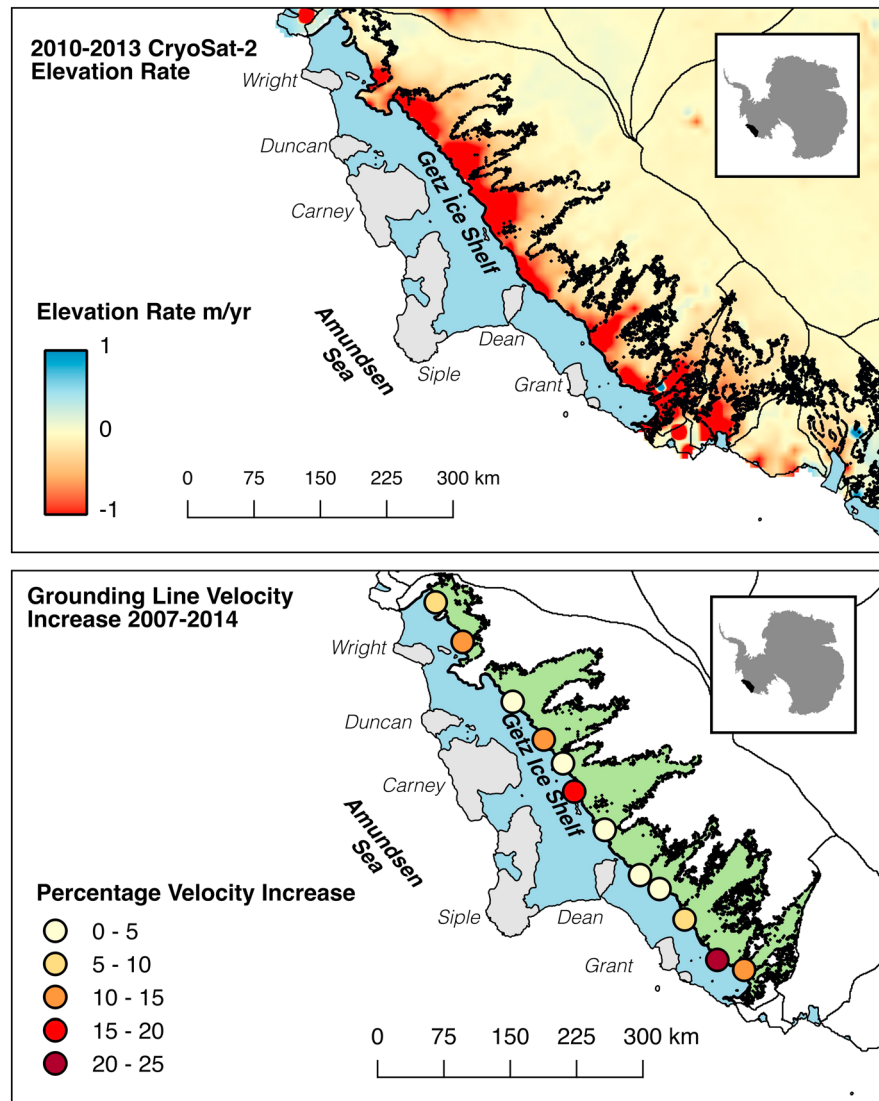 2010-2013 CryoSat-2
Elevation Rate
Wright
Duncan
Carney
Getz Ice Shelf
Elevation Rate m/yr
1
0
-1
Amundsen
Sea
Siple
Dean
Grant
0 75 150 225 300 km
Grounding Line Velocity
Increase 2007-2014
Wright
Duncan
Carney
Getz Ice Shelf
Amundsen
Sea
Percentage Velocity Increase
Siple
Dean
Grant
0 - 5
5 - 10
10 - 15
15 - 20
20 - 25
0 75 150 225 300 km